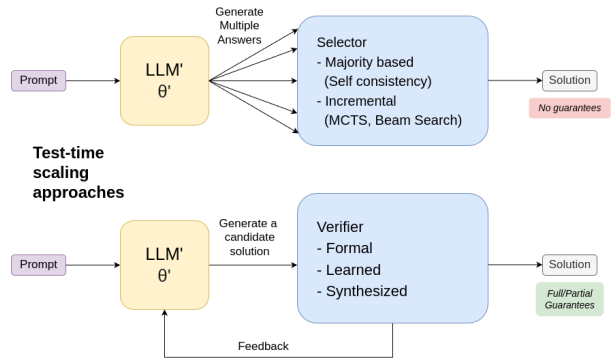 Generate
Multiple
Answers
Prompt
LLM'
θ'
Selector
- Majority based
(Self consistency)
- Incremental
(MCTS, Beam Search)
Solution
No guarantees
Test-time
scaling
approaches
Prompt
LLM'
θ'
Generate a
candidate
solution
Verifier
- Formal
- Learned
- Synthesized
Solution
Full/Partial
Guarantees
Feedback